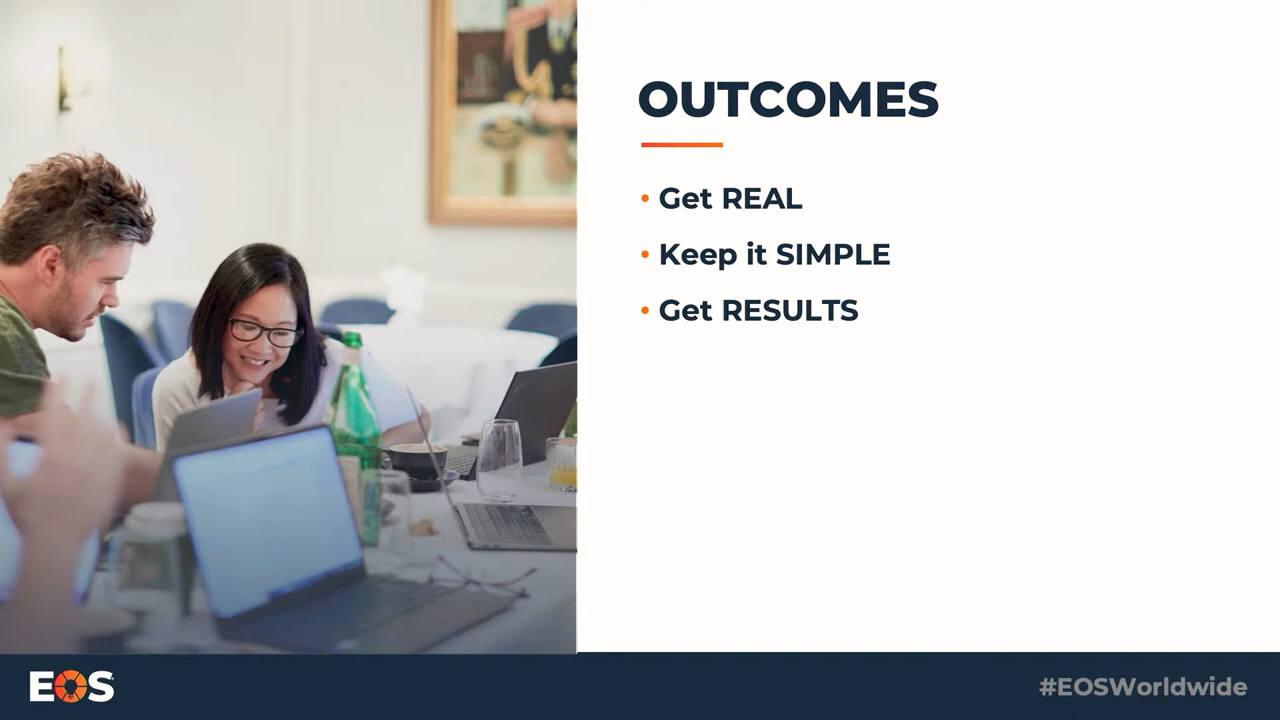 OUTCOMES
• Get REAL
• Keep it SIMPLE
• Get RESULTS
EOS
#EOSWorldwide